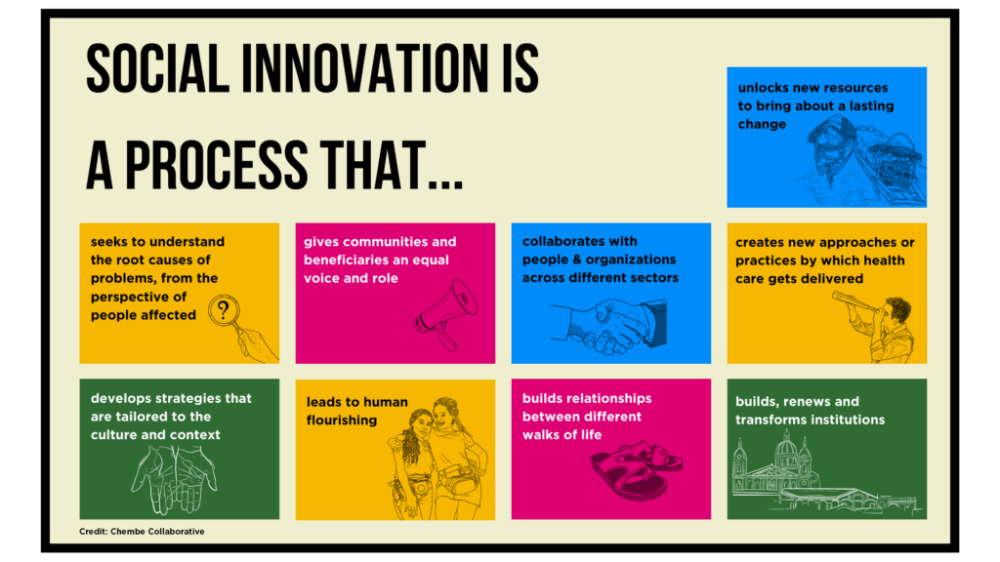 SOCIAL INNOVATION IS
A PROCESS THAT...
unlocks new resources
to bring about a lasting
change
seeks to understand
the root causes of
problems, from the
perspective of
people affected
?
gives communities and
beneficiaries an equal
voice and role
collaborates with
people & organizations
across different sectors
creates new approaches or
practices by which health
care gets delivered
develops strategies that
are tailored to the
culture and context
leads to human
flourishing
builds relationships
between different
walks of life
builds, renews and
transforms institutions
Credit: Chembe Collaborative